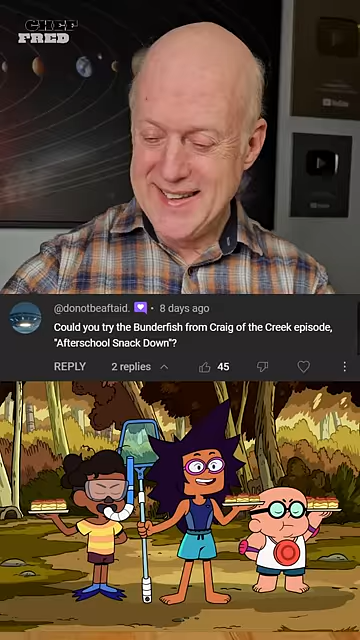 CHEF
FRED
@donotbeaftaid. • 8 days ago
Could you try the Bunderfish from Craig of the Creek episode,
"Afterschool Snack Down"?
REPLY 2 replies 45